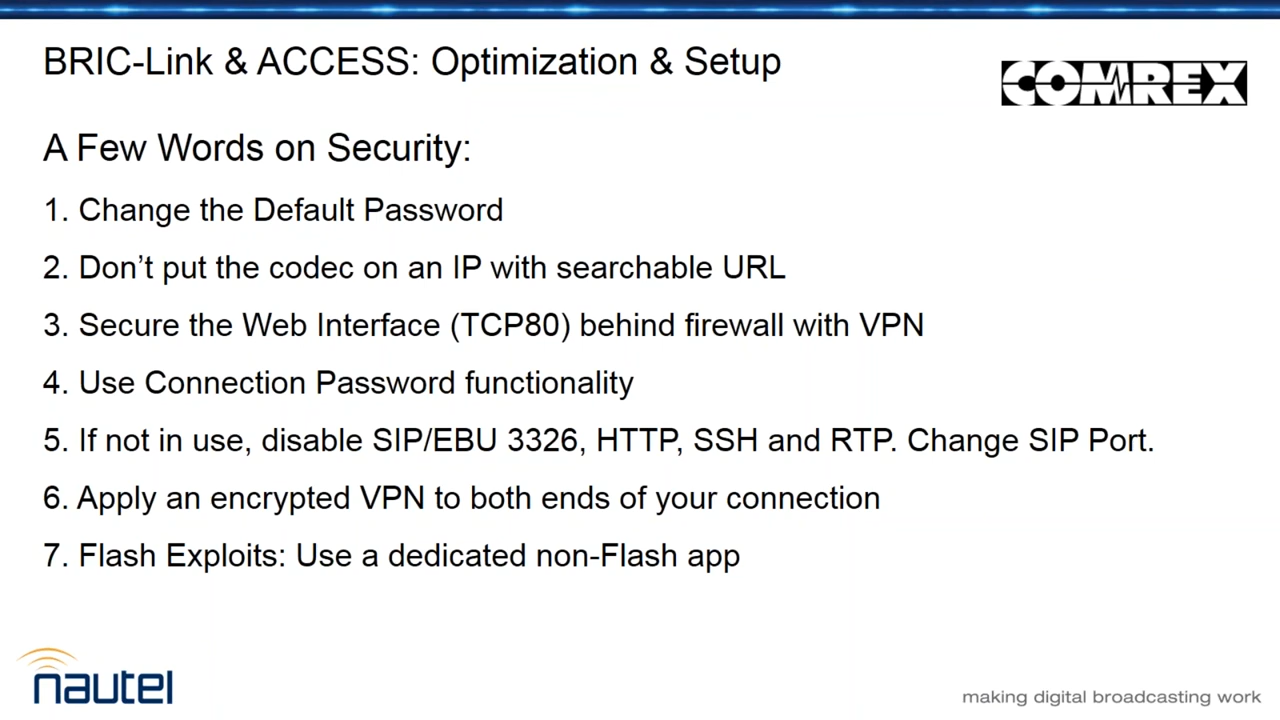 BRIC-Link & ACCESS: Optimization & Setup
COMREX
A Few Words on Security:
1. Change the Default Password
2. Don’t put the codec on an IP with searchable URL
3. Secure the Web Interface (TCP80) behind firewall with VPN
4. Use Connection Password functionality
5. If not in use, disable SIP/EBU 3326, HTTP, SSH and RTP. Change SIP Port.
6. Apply an encrypted VPN to both ends of your connection
7. Flash Exploits: Use a dedicated non-Flash app
nautel
making digital broadcasting work